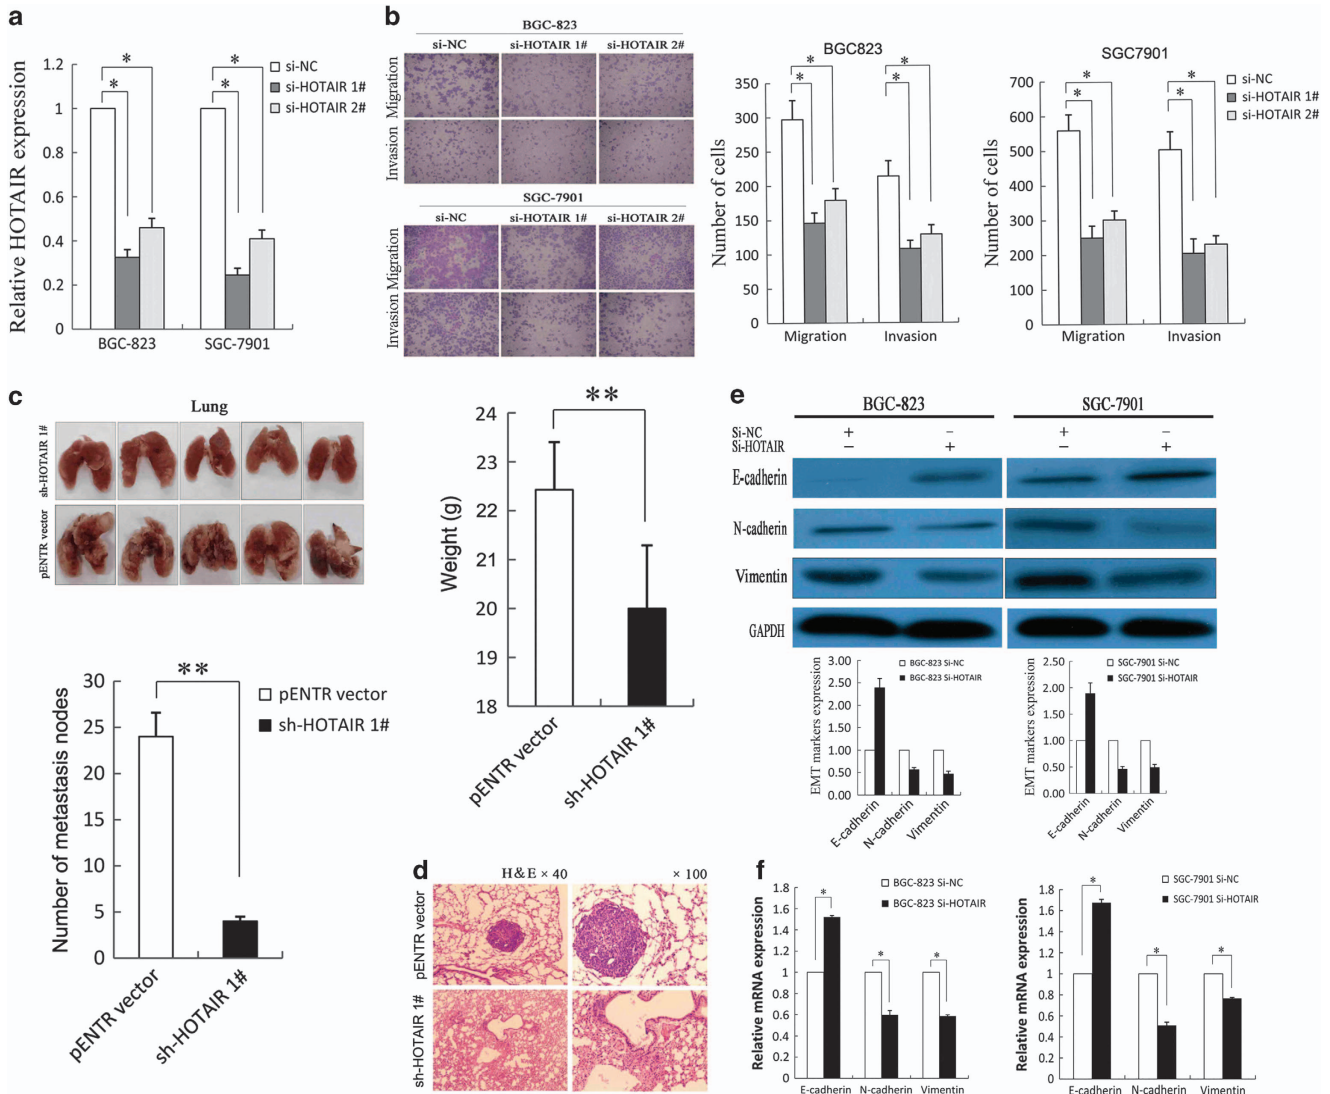 a
Relative HOTAIR expression
1.2
1
0.8
0.6
0.4
0.2
0
* *
* *
si-NC
si-HOTAIR 1#
si-HOTAIR 2#
BGC-823 SGC-7901
b
BGC-823
si-NC si-HOTAIR 1# si-HOTAIR 2#
Migration
Invasion
SGC-7901
si-NC si-HOTAIR 1# si-HOTAIR 2#
Migration
Invasion
BGC823
Number of cells
350
300
250
200
150
100
50
0
* *
* *
Migration Invasion
SGC7901
Number of cells
700
600
500
400
300
200
100
0
* *
* *
Migration Invasion
si-NC
si-HOTAIR 1#
si-HOTAIR 2#
c
Lung
sh-HOTAIR 1#
pENTR vector
Number of metastasis nodes
30
25
20
15
10
5
0
**
pENTR vector
sh-HOTAIR 1#
pENTR vector sh-HOTAIR 1#
Weight (g)
24
23
22
21
20
19
18
**
pENTR vector sh-HOTAIR 1#
d
H&E × 40 × 100
pENTR vector
sh-HOTAIR 1#
e
BGC-823 SGC-7901
Si-NC + − + −
Si-HOTAIR − + − +
E-cadherin
N-cadherin
Vimentin
GAPDH
EMT markers expression
3.00
2.50
2.00
1.50
1.00
0.50
0.00
BGC-823 Si-NC
BGC-823 Si-HOTAIR
E-cadherin N-cadherin Vimentin
EMT markers expression
2.50
2.00
1.50
1.00
0.50
0.00
SGC-7901 Si-NC
SGC-7901 Si-HOTAIR
E-cadherin N-cadherin Vimentin
f
Relative mRNA expression
1.8
1.6
1.4
1.2
1
0.8
0.6
0.4
0.2
0
* * *
BGC-823 Si-NC
BGC-823 Si-HOTAIR
E-cadherin N-cadherin Vimentin
Relative mRNA expression
1.8
1.6
1.4
1.2
1
0.8
0.6
0.4
0.2
0
* * *
SGC-7901 Si-NC
SGC-7901 Si-HOTAIR
E-cadherin N-cadherin Vimentin